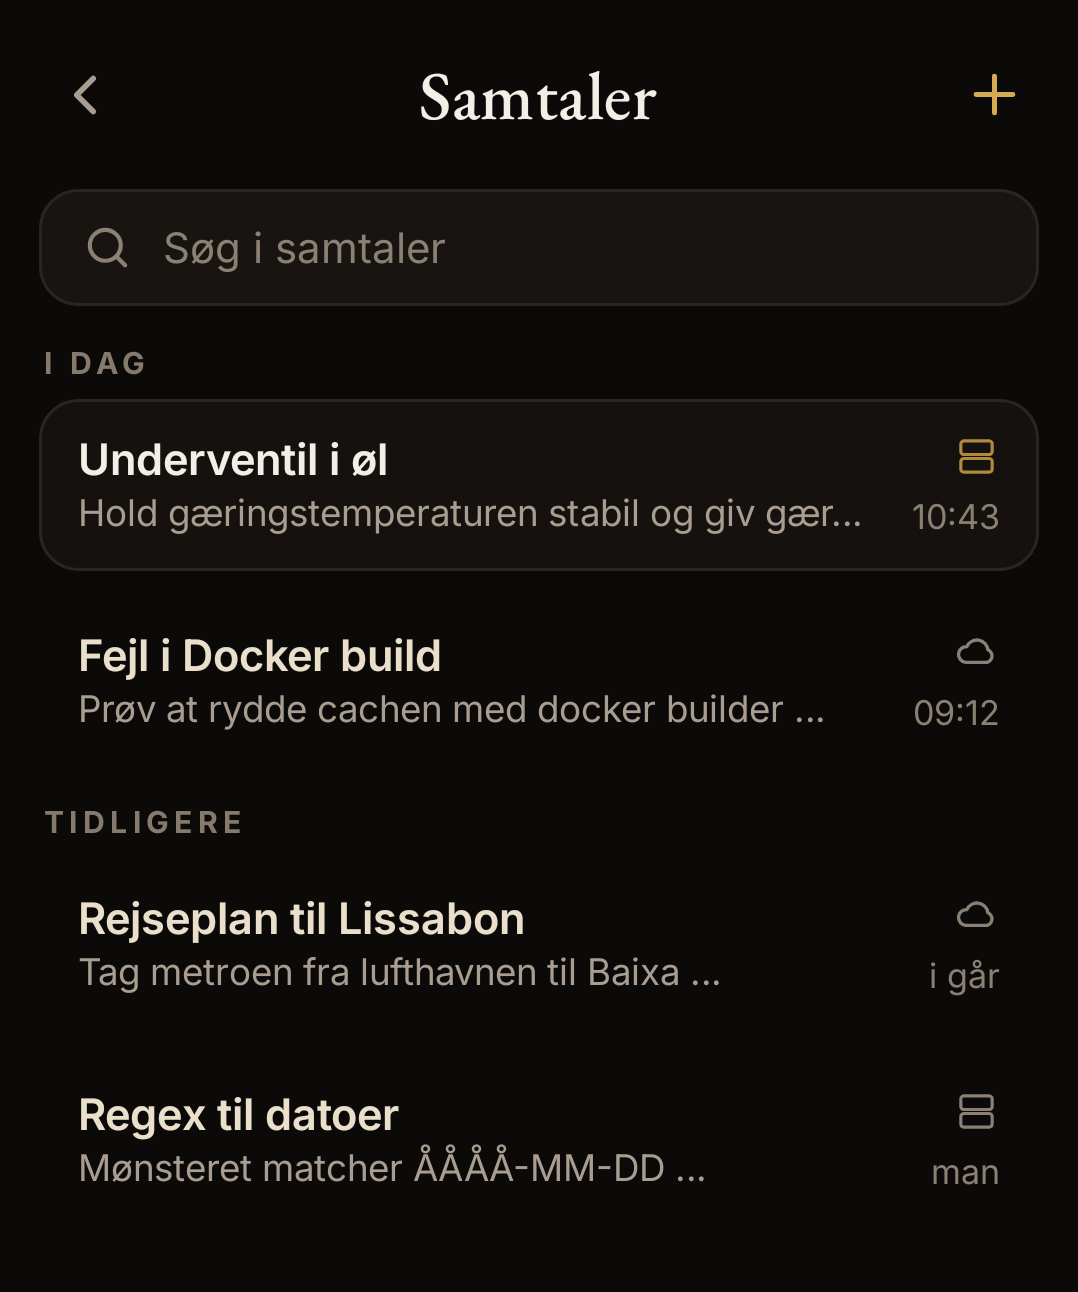 Samtaler
Søg i samtaler
I DAG
Underventil i øl
Hold gæringstemperaturen stabil og giv gær...
10:43
Fejl i Docker build
Prøv at rydde cachen med docker builder ...
09:12
TIDLIGERE
Rejseplan til Lissabon
Tag metroen fra lufthavnen til Baixa ...
i går
Regex til datoer
Mønsteret matcher ÅÅÅÅ-MM-DD ...
man